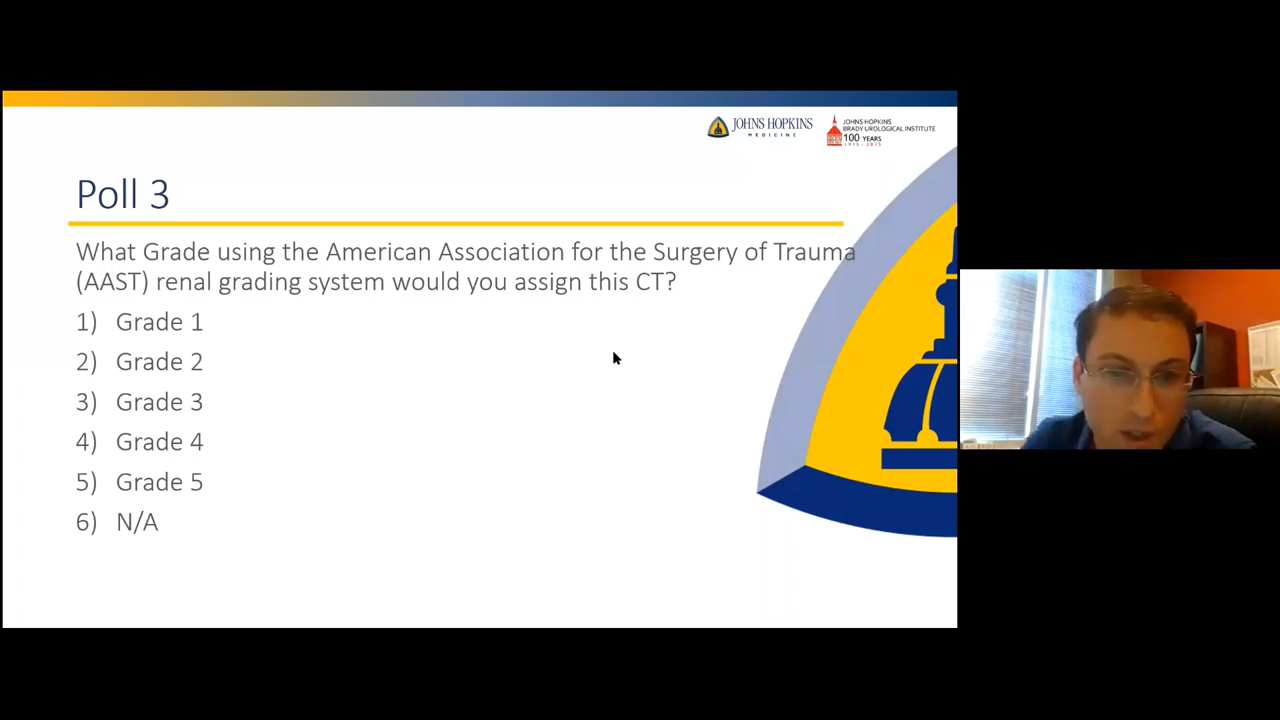 JOHNS HOPKINS
MEDICINE
JOHNS HOPKINS
BRADY UROLOGICAL INSTITUTE
100 YEARS
1915 - 2015
Poll 3
What Grade using the American Association for the Surgery of Trauma
(AAST) renal grading system would you assign this CT?
1) Grade 1
2) Grade 2
3) Grade 3
4) Grade 4
5) Grade 5
6) N/A